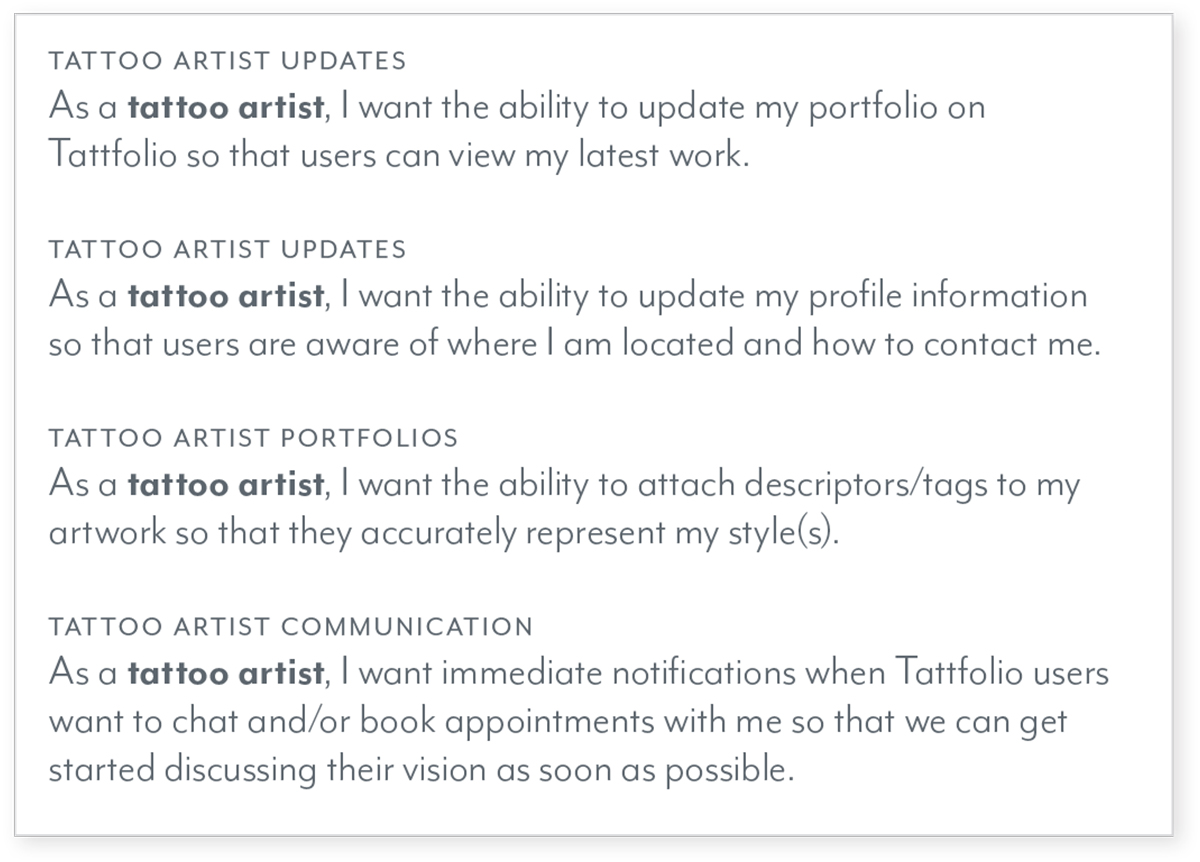 TATTOO ARTIST UPDATES
As a tattoo artist, I want the ability to update my portfolio on
Tattfolio so that users can view my latest work.
TATTOO ARTIST UPDATES
As a tattoo artist, I want the ability to update my profile information
so that users are aware of where I am located and how to contact me.
TATTOO ARTIST PORTFOLIOS
As a tattoo artist, I want the ability to attach descriptors/tags to my
artwork so that they accurately represent my style(s).
TATTOO ARTIST COMMUNICATION
As a tattoo artist, I want immediate notifications when Tattfolio users
want to chat and/or book appointments with me so that we can get
started discussing their vision as soon as possible.